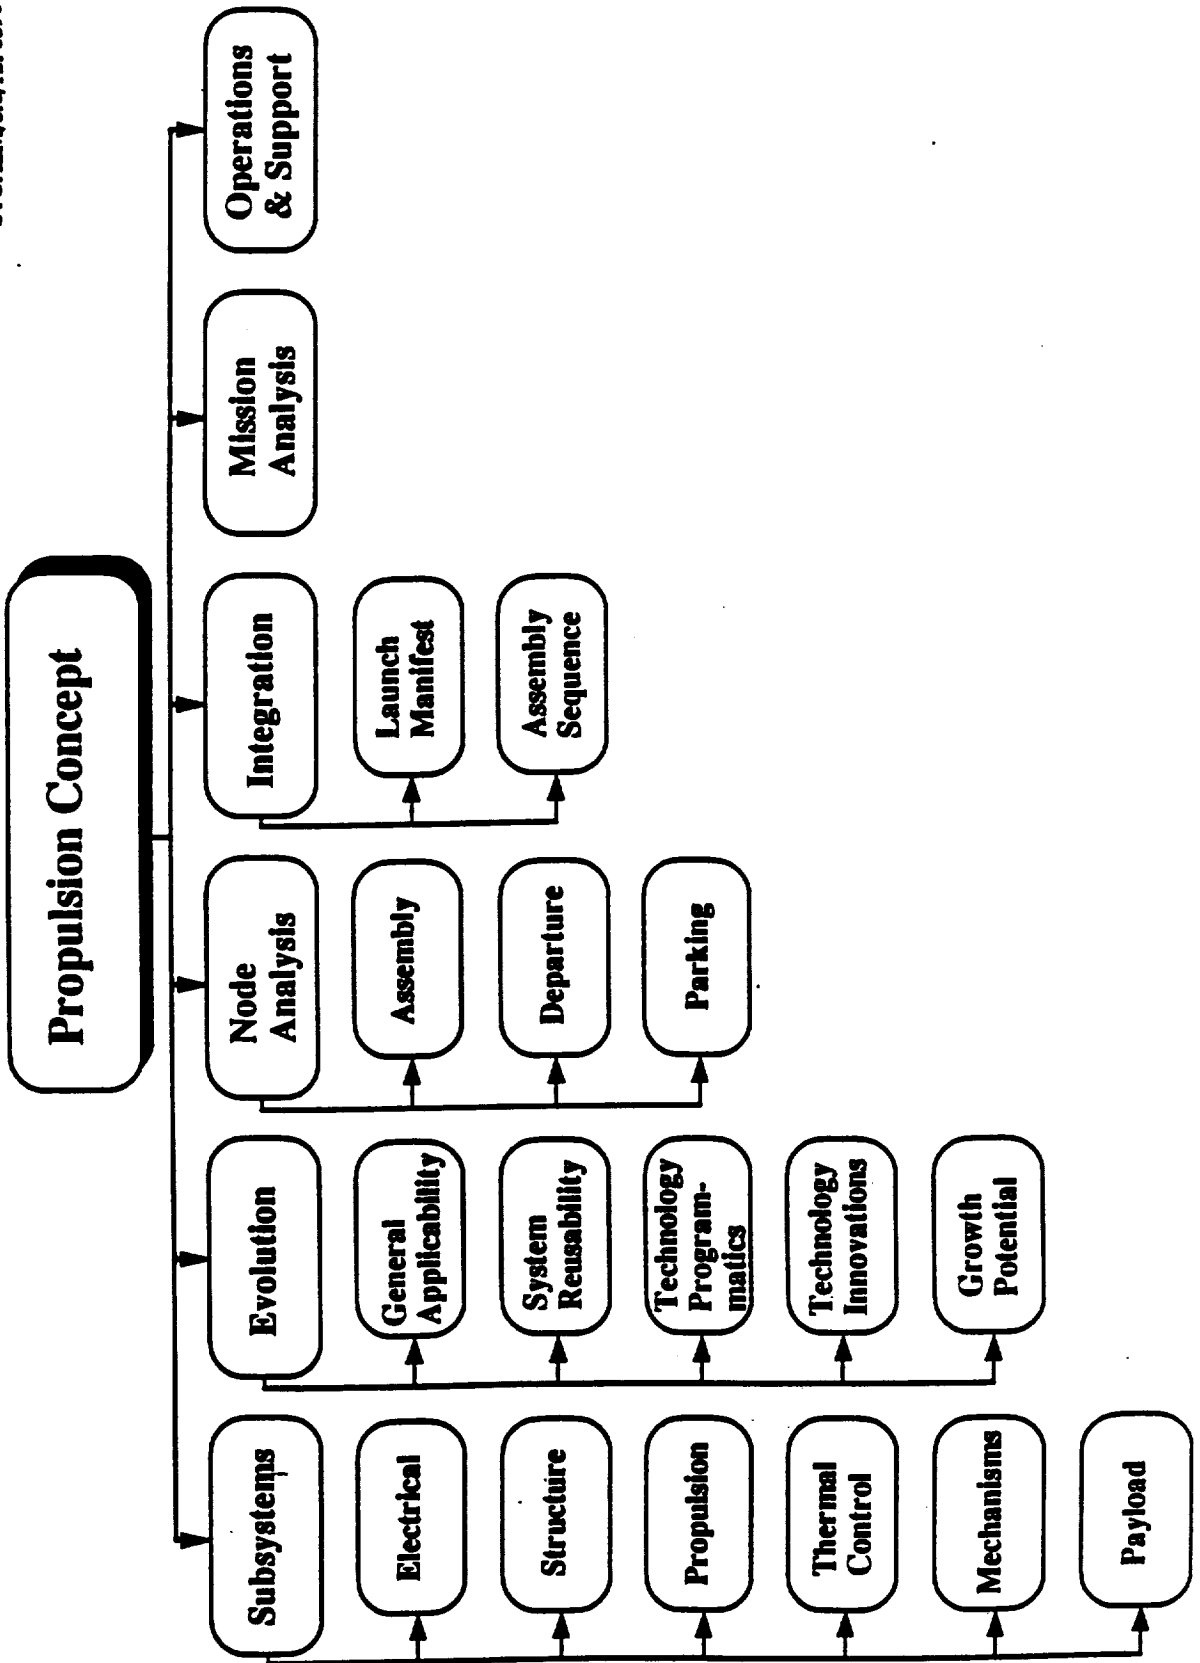 Propulsion Concept
Subsystems
Electrical
Structure
Propulsion
Thermal
Control
Mechanisms
Payload
Evolution
General
Applicability
System
Reusability
Technology
Program-
matics
Technology
Innovations
Growth
Potential
Node
Analysis
Assembly
Departure
Parking
Integration
Launch
Manifest
Assembly
Sequence
Mission
Analysis
Operations
& Support